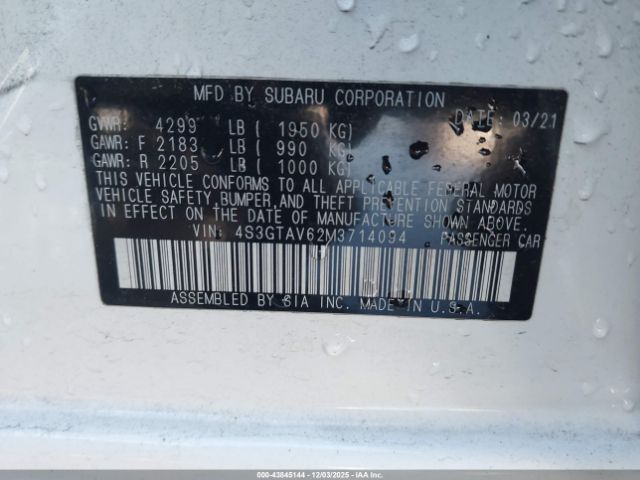 MFD BY SUBARU CORPORATION DATE: 03/21
GVWR: 4299 LB ( 1950 KG)
GAWR: F 2183 LB ( 990 KG)
GAWR: R 2205 LB ( 1000 KG)
THIS VEHICLE CONFORMS TO ALL APPLICABLE FEDERAL MOTOR
VEHICLE SAFETY, BUMPER, AND THEFT PREVENTION STANDARDS
IN EFFECT ON THE DATE OF MANUFACTURE SHOWN ABOVE.
VIN: 4S3GTAV62M3714094 PASSENGER CAR
ASSEMBLED BY SIA INC. MADE IN U.S.A.
000-43845144 - 12/03/2025 - IAAI.COM